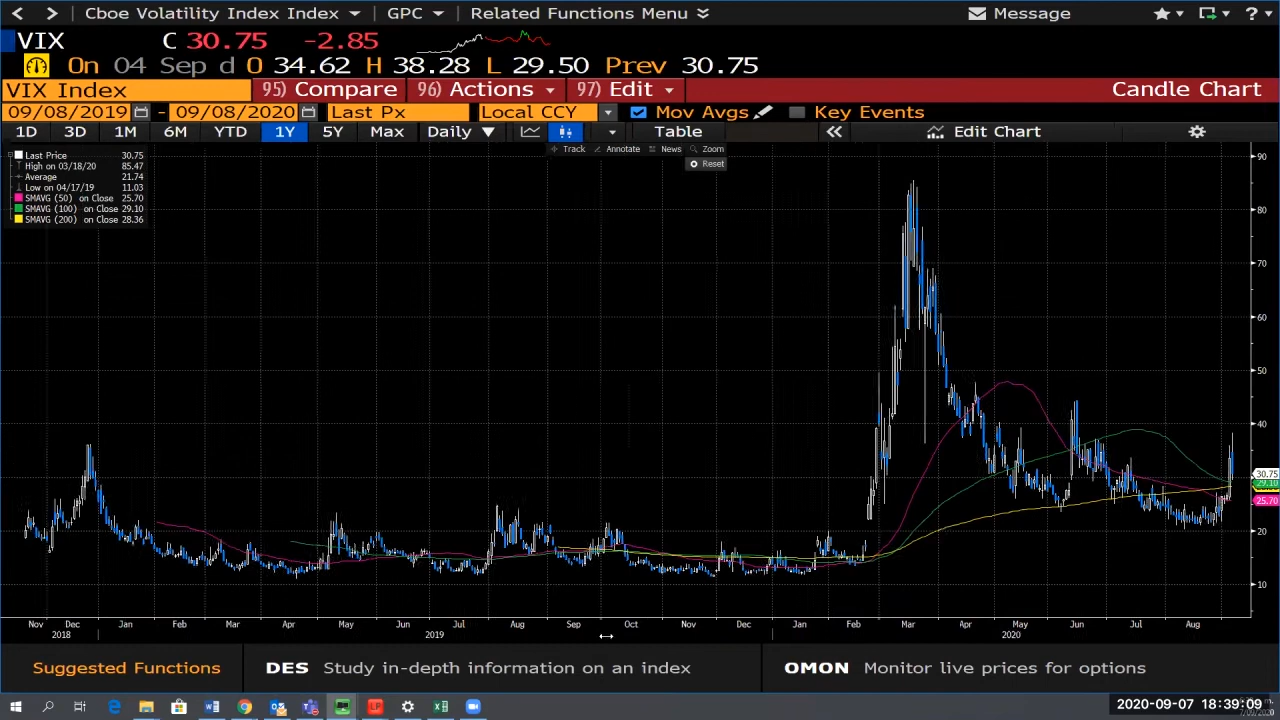 Cboe Volatility Index Index GPC Related Functions Menu Message ?
VIX C 30.75 -2.85
On 04 Sep d O 34.62 H 38.28 L 29.50 Prev 30.75
VIX Index 95) Compare 96) Actions 97) Edit Candle Chart
09/08/2019 - 09/08/2020 Last Px Local CCY Mov Avgs Key Events
1D 3D 1M 6M YTD 1Y 5Y Max Daily Table Edit Chart
Track Annotate News Zoom
Reset
Last Price 30.75
High on 03/18/20 85.47
Average 21.74
Low on 04/17/19 11.03
SMAVG (50) on Close 25.70
SMAVG (100) on Close 29.10
SMAVG (200) on Close 28.36
90
80
70
60
50
40
30.75
29.10
25.70
20
10
Nov Dec Jan Feb Mar Apr May Jun Jul Aug Sep Oct Nov Dec Jan Feb Mar Apr May Jun Jul Aug
2018 2019 2020
Suggested Functions DES Study in-depth information on an index OMON Monitor live prices for options
2020-09-07 18:39:09